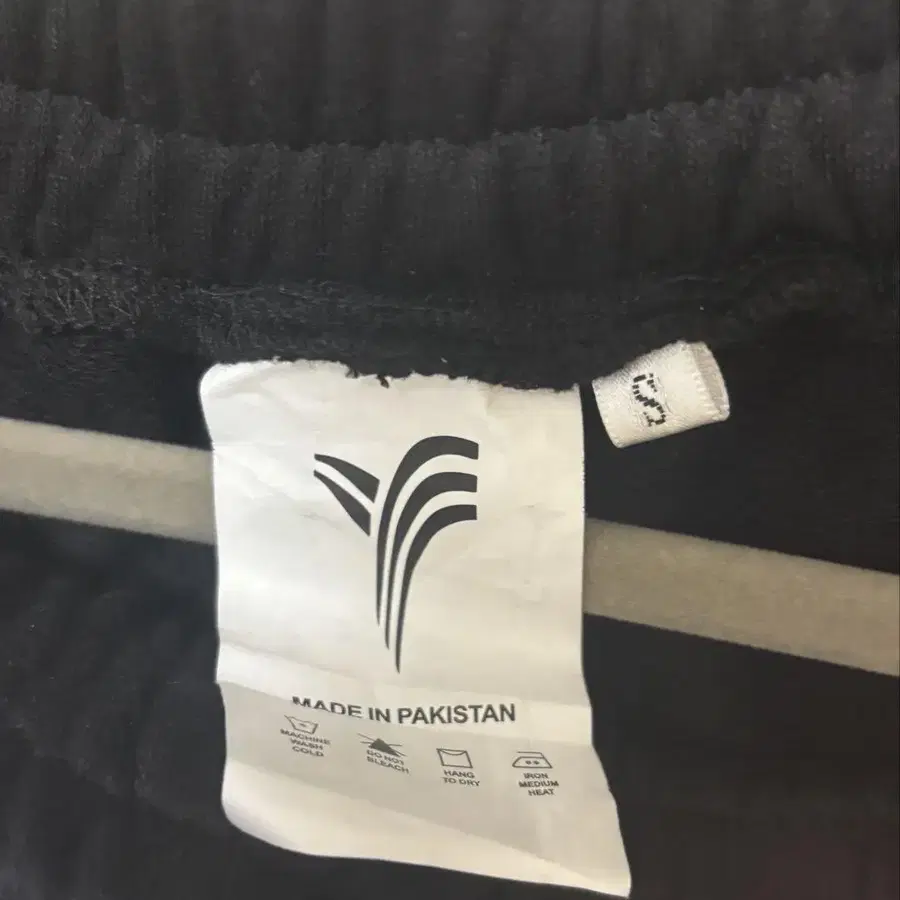 S
MADE IN PAKISTAN
MACHINE
WASH
COLD
DO NOT
BLEACH
HANG
TO DRY
IRON
MEDIUM
HEAT